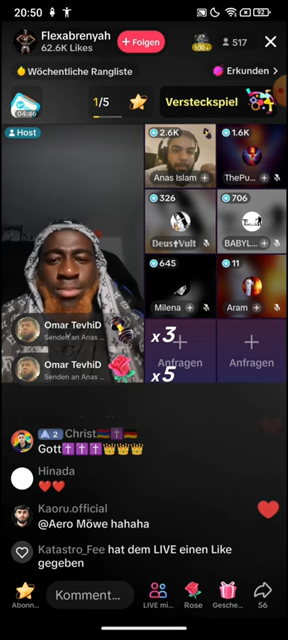 20:50
92
Flexabrenyah
62.6K Likes
+ Folgen
100+
517
Wöchentliche Rangliste
Erkunden >
04:46
1/5
Versteckspiel
Host
2.6K
Anas Islam
1.6K
ThePu...
326
Deus†Vult
706
BABYL...
645
Milena
11
Aram
Omar TevhiD
Senden an Anas ...
x3
Omar TevhiD
Senden an Anas ...
x5
Anfragen
Anfragen
A 2 Christ
Gott
Hinada
Kaoru.official
@Aero Möwe hahaha
Katastro_Fee hat dem LIVE einen Like
gegeben
Komment...
Abonn...
LIVE mi...
Rose
Gesche...
56